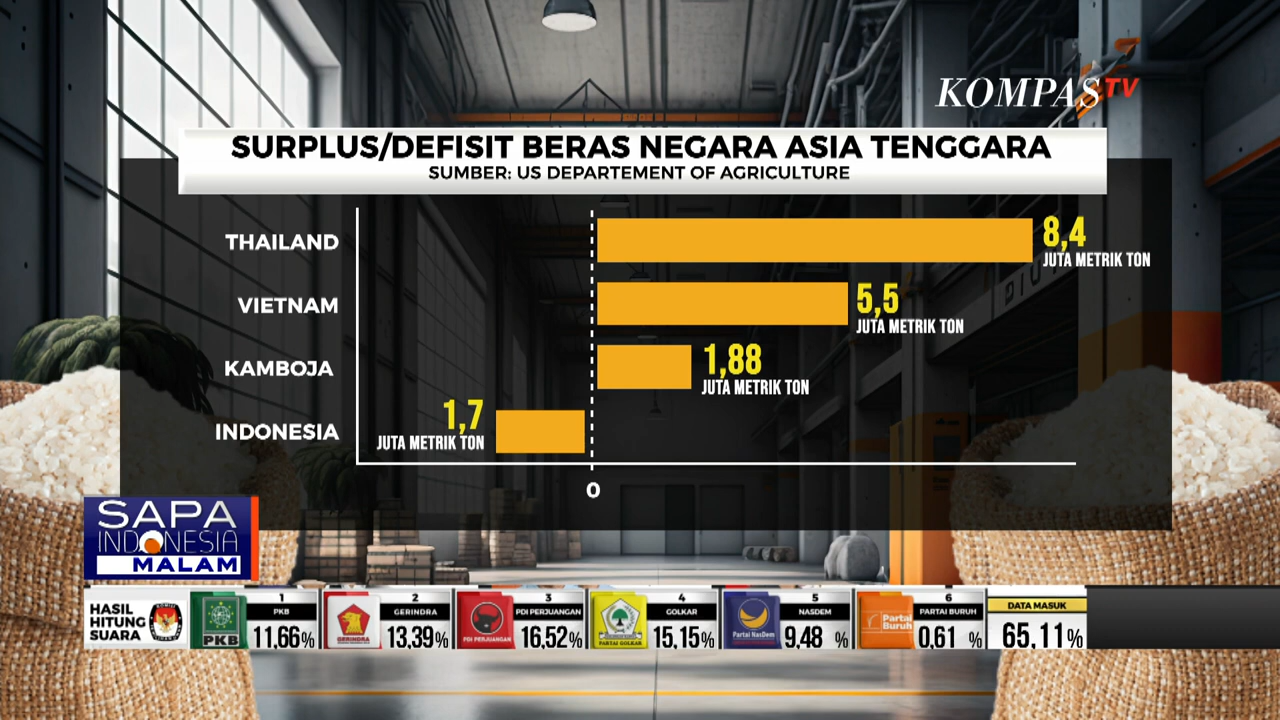 KOMPASTV
SURPLUS/DEFISIT BERAS NEGARA ASIA TENGGARA
SUMBER: US DEPARTEMENT OF AGRICULTURE
THAILAND
8,4
JUTA METRIK TON
VIETNAM
5,5
JUTA METRIK TON
KAMBOJA
1,88
JUTA METRIK TON
INDONESIA
1,7
JUTA METRIK TON
0
SAPA
INDONESIA
MALAM
HASIL
HITUNG
SUARA
PKB
1
PKB
11,66%
GERINDRA
2
GERINDRA
13,39%
PDI PERJUANGAN
3
PDI PERJUANGAN
16,52%
PARTAI GOLKAR
4
GOLKAR
15,15%
Partai NasDem
5
NASDEM
9,48 %
Partai
Buruh
6
PARTAI BURUH
0,61 %
DATA MASUK
65,11%